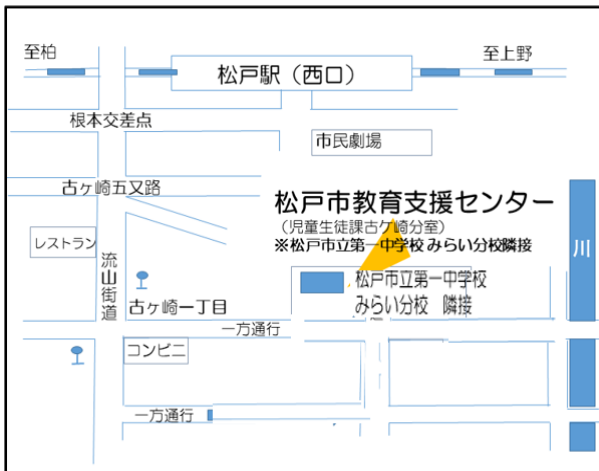 至柏
至上野
松戸駅（西口）
根本交差点
市民劇場
古ヶ崎五叉路
松戸市教育支援センター
（児童生徒課古ケ崎分室）
※松戸市立第一中学校 みらい分校隣接
レストラン
流山街道
川
松戸市立第一中学校
みらい分校 隣接
古ヶ崎一丁目
一方通行
コンビニ
一方通行